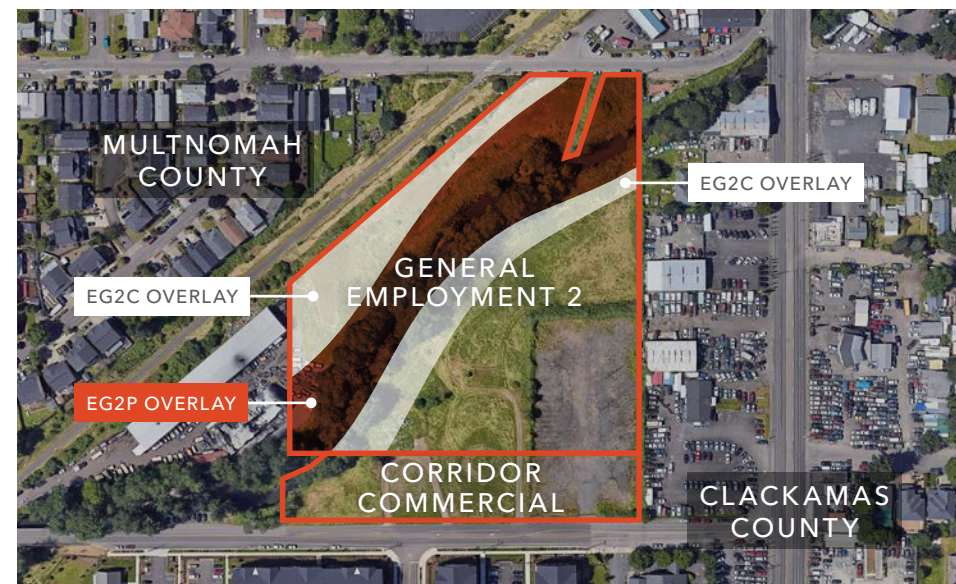 MULTNOMAH
COUNTY
EG2C OVERLAY
GENERAL
EMPLOYMENT 2
EG2C OVERLAY
EG2P OVERLAY
CORRIDOR
COMMERCIAL
CLACKAMAS
COUNTY